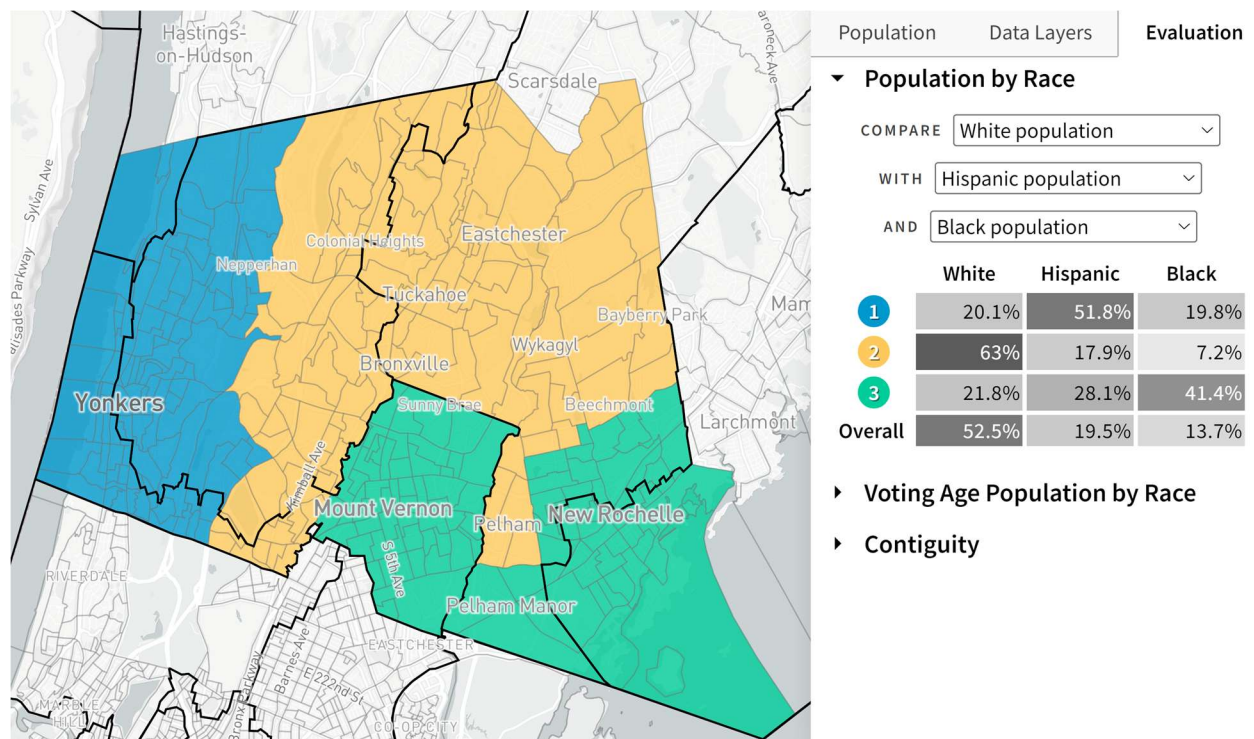 Hastings-
on-Hudson
Scarsdale
Sylvan Ave
alisades Parkway
Colonial Heights
Eastchester
Nepperhan
Tuckahoe
Bayberry Park
Mam
Wykagyl
Bronxville
Yonkers
Sunny Brae
Beechmont
Larchmont
Kimball Ave
Mount Vernon
Pelham
New Rochelle
S 5th Ave
RIVERDALE
Pelham Manor
EASTCHESTER
Barnes Ave
E 222nd St
Bronx Parkway
MARBLE
HILL
CO-OP CITY
aroneck-Ave
Population Data Layers Evaluation
Population by Race
COMPARE White population
WITH Hispanic population
AND Black population
White Hispanic Black
1 20.1% 51.8% 19.8%
2 63% 17.9% 7.2%
3 21.8% 28.1% 41.4%
Overall 52.5% 19.5% 13.7%
Voting Age Population by Race
Contiguity